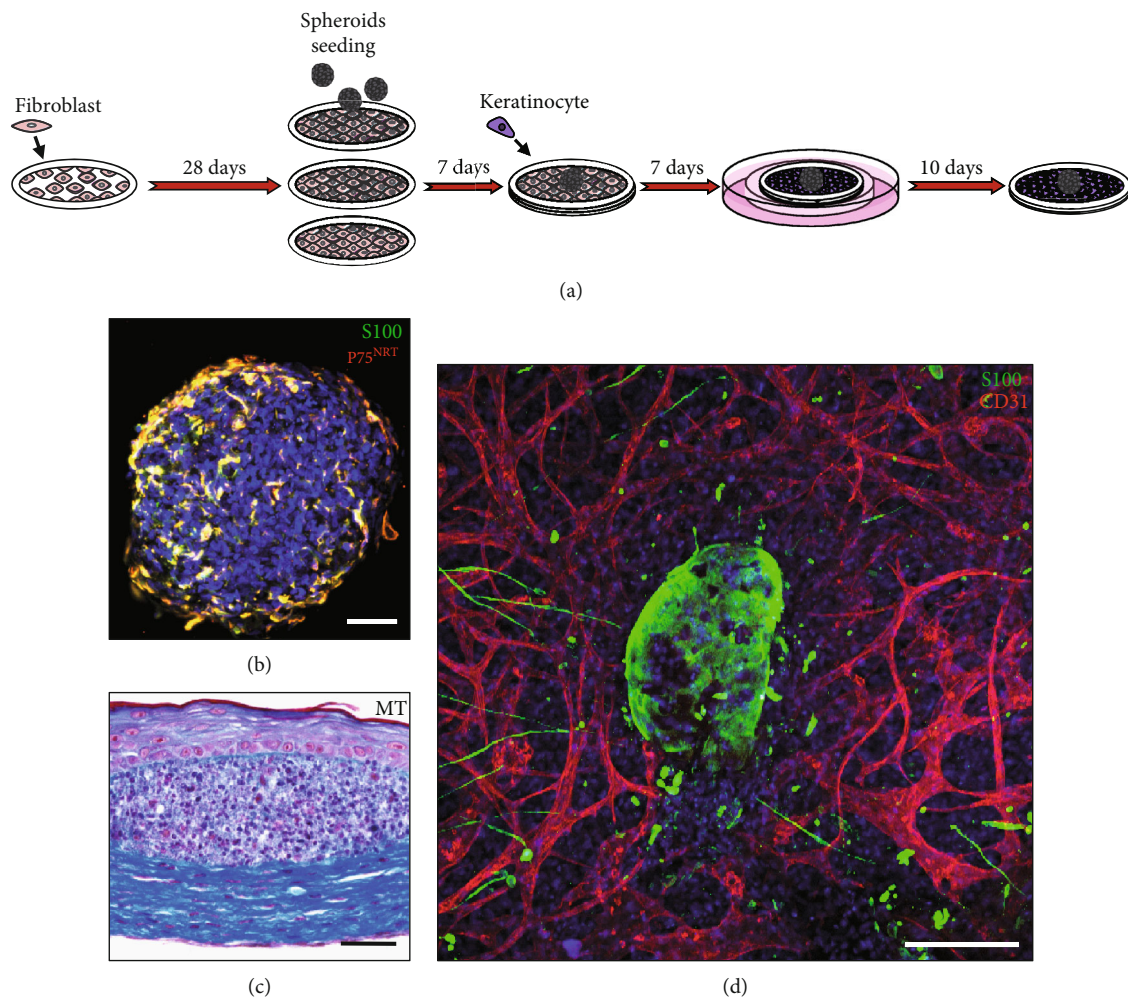 Spheroids
seeding
Fibroblast
Keratinocyte
28 days
7 days
7 days
10 days
(a)
S100
P75NRT
(b)
MT
(c)
S100
CD31
(d)